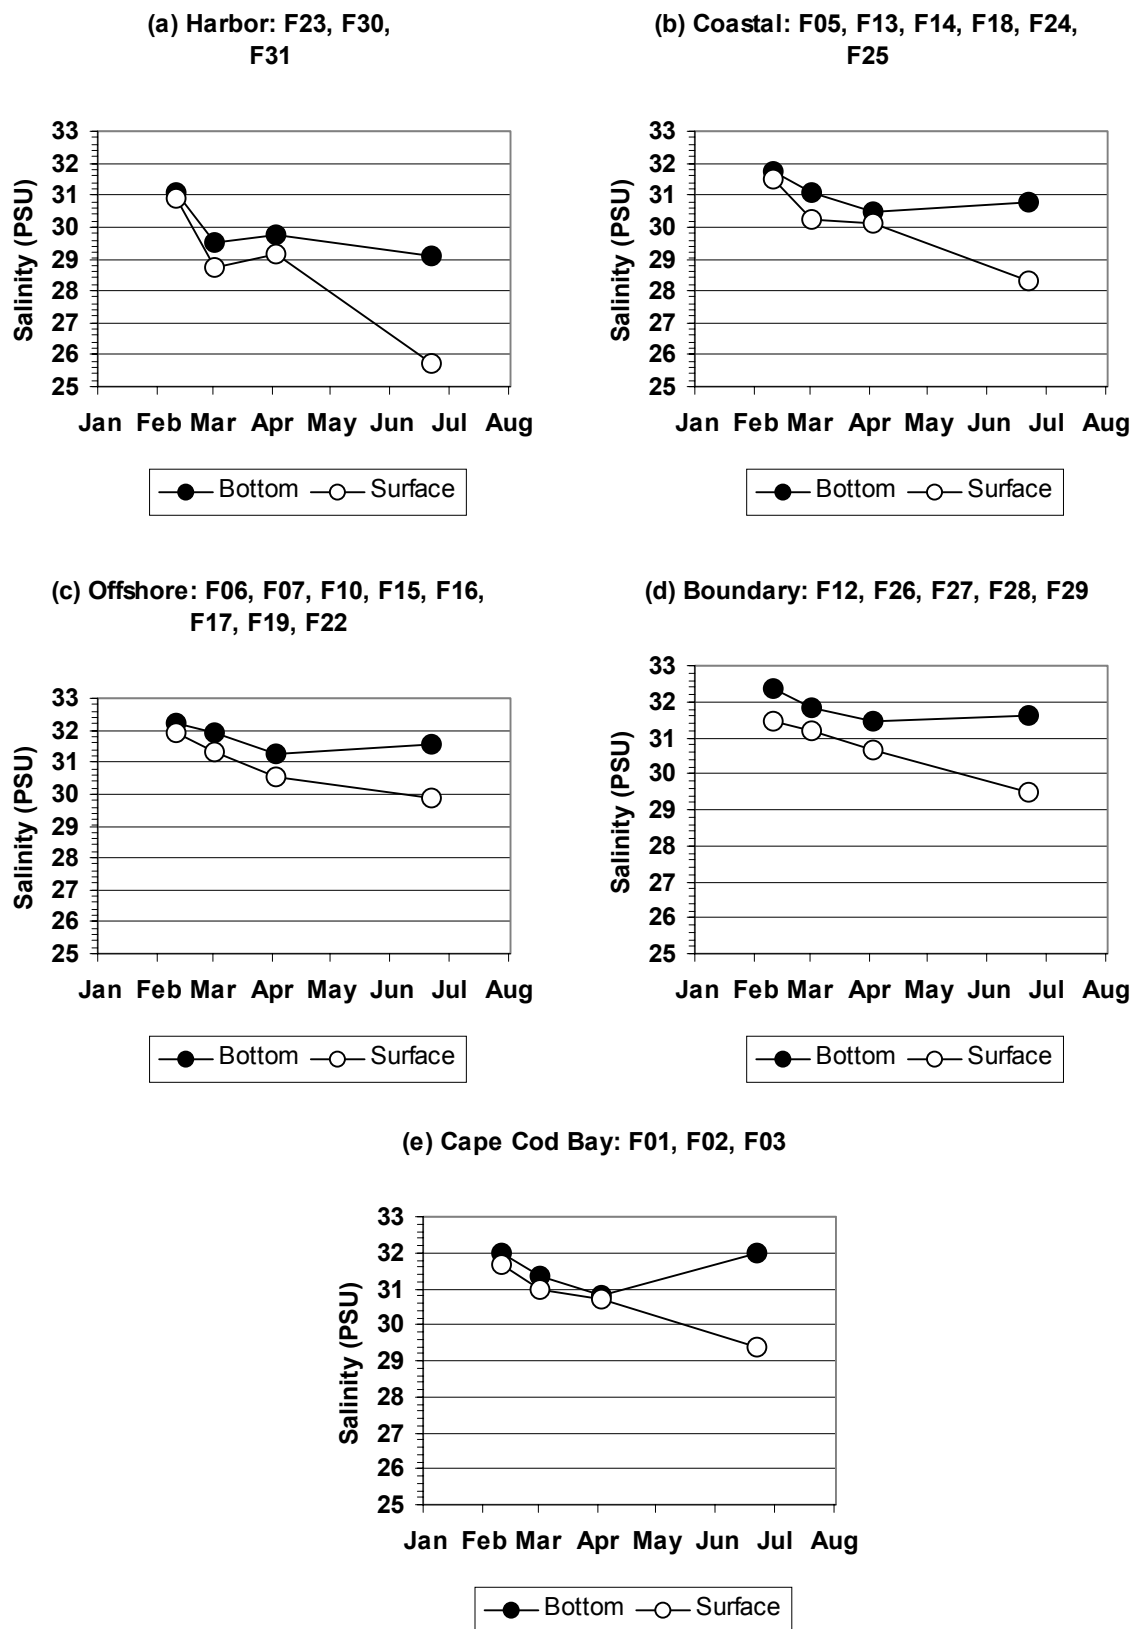 (a) Harbor: F23, F30,
F31
33
32
31
30
29
28
27
26
25
Salinity (PSU)
Jan Feb Mar Apr May Jun Jul Aug
Bottom Surface
(b) Coastal: F05, F13, F14, F18, F24,
F25
33
32
31
30
29
28
27
26
25
Salinity (PSU)
Jan Feb Mar Apr May Jun Jul Aug
Bottom Surface
(c) Offshore: F06, F07, F10, F15, F16,
F17, F19, F22
33
32
31
30
29
28
27
26
25
Salinity (PSU)
Jan Feb Mar Apr May Jun Jul Aug
Bottom Surface
(d) Boundary: F12, F26, F27, F28, F29
33
32
31
30
29
28
27
26
25
Salinity (PSU)
Jan Feb Mar Apr May Jun Jul Aug
Bottom Surface
(e) Cape Cod Bay: F01, F02, F03
33
32
31
30
29
28
27
26
25
Salinity (PSU)
Jan Feb Mar Apr May Jun Jul Aug
Bottom Surface